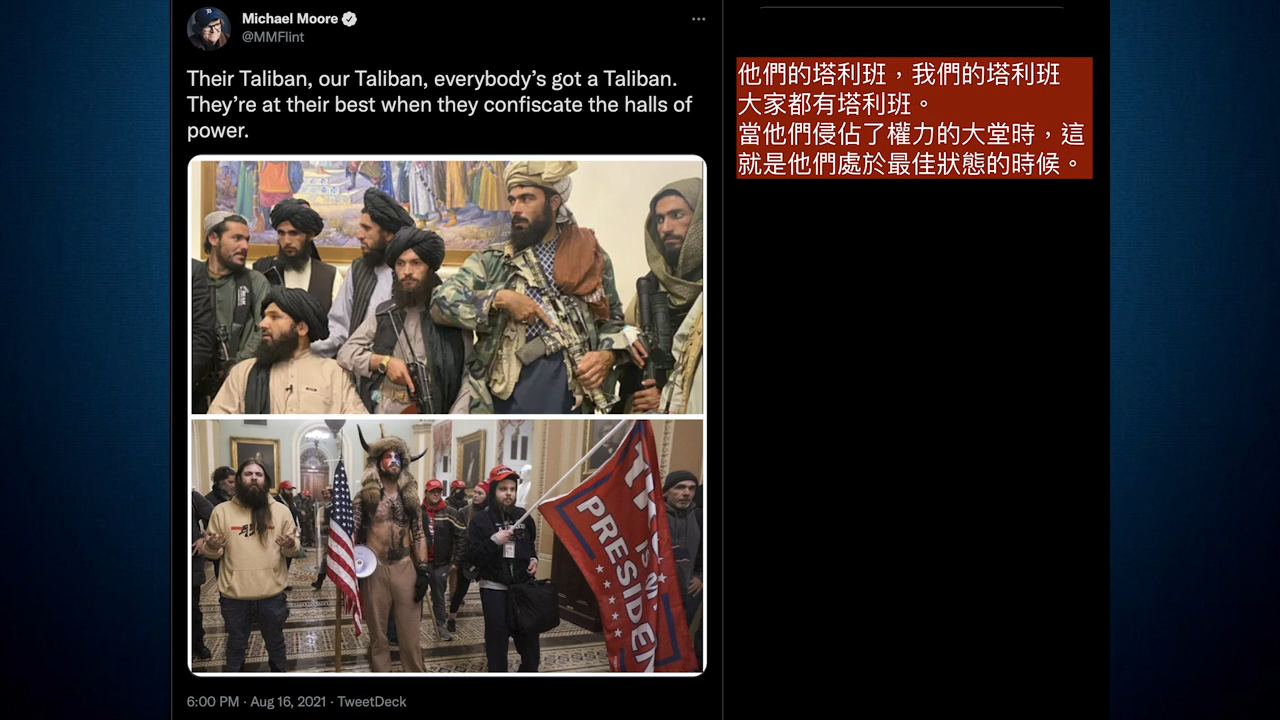 Michael Moore
@MMFlint
Their Taliban, our Taliban, everybody's got a Taliban.
They're at their best when they confiscate the halls of
power.
PRESIDEN
6:00 PM · Aug 16, 2021 · TweetDeck
他們的塔利班，我們的塔利班
大家都有塔利班。
當他們侵佔了權力的大堂時，這
就是他們處於最佳狀態的時候。